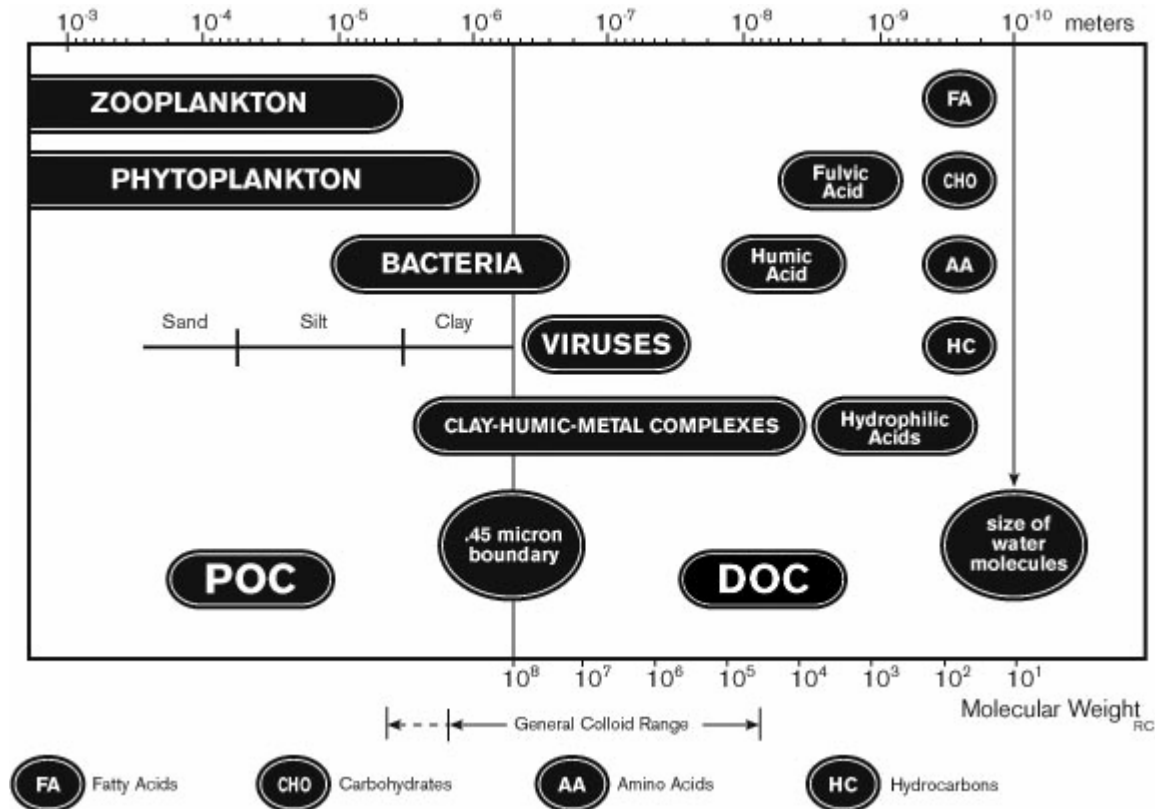 10⁻³ 10⁻⁴ 10⁻⁵ 10⁻⁶ 10⁻⁷ 10⁻⁸ 10⁻⁹ 10⁻¹⁰ meters
ZOOPLANKTON
FA
PHYTOPLANKTON
Fulvic
Acid
CHO
BACTERIA
Humic
Acid
AA
Sand Silt Clay
VIRUSES
HC
CLAY-HUMIC-METAL COMPLEXES
Hydrophilic
Acids
.45 micron
boundary
size of
water
molecules
POC
DOC
10⁸ 10⁷ 10⁶ 10⁵ 10⁴ 10³ 10² 10¹
General Colloid Range
Molecular Weight
RC
FA Fatty Acids CHO Carbohydrates AA Amino Acids HC Hydrocarbons